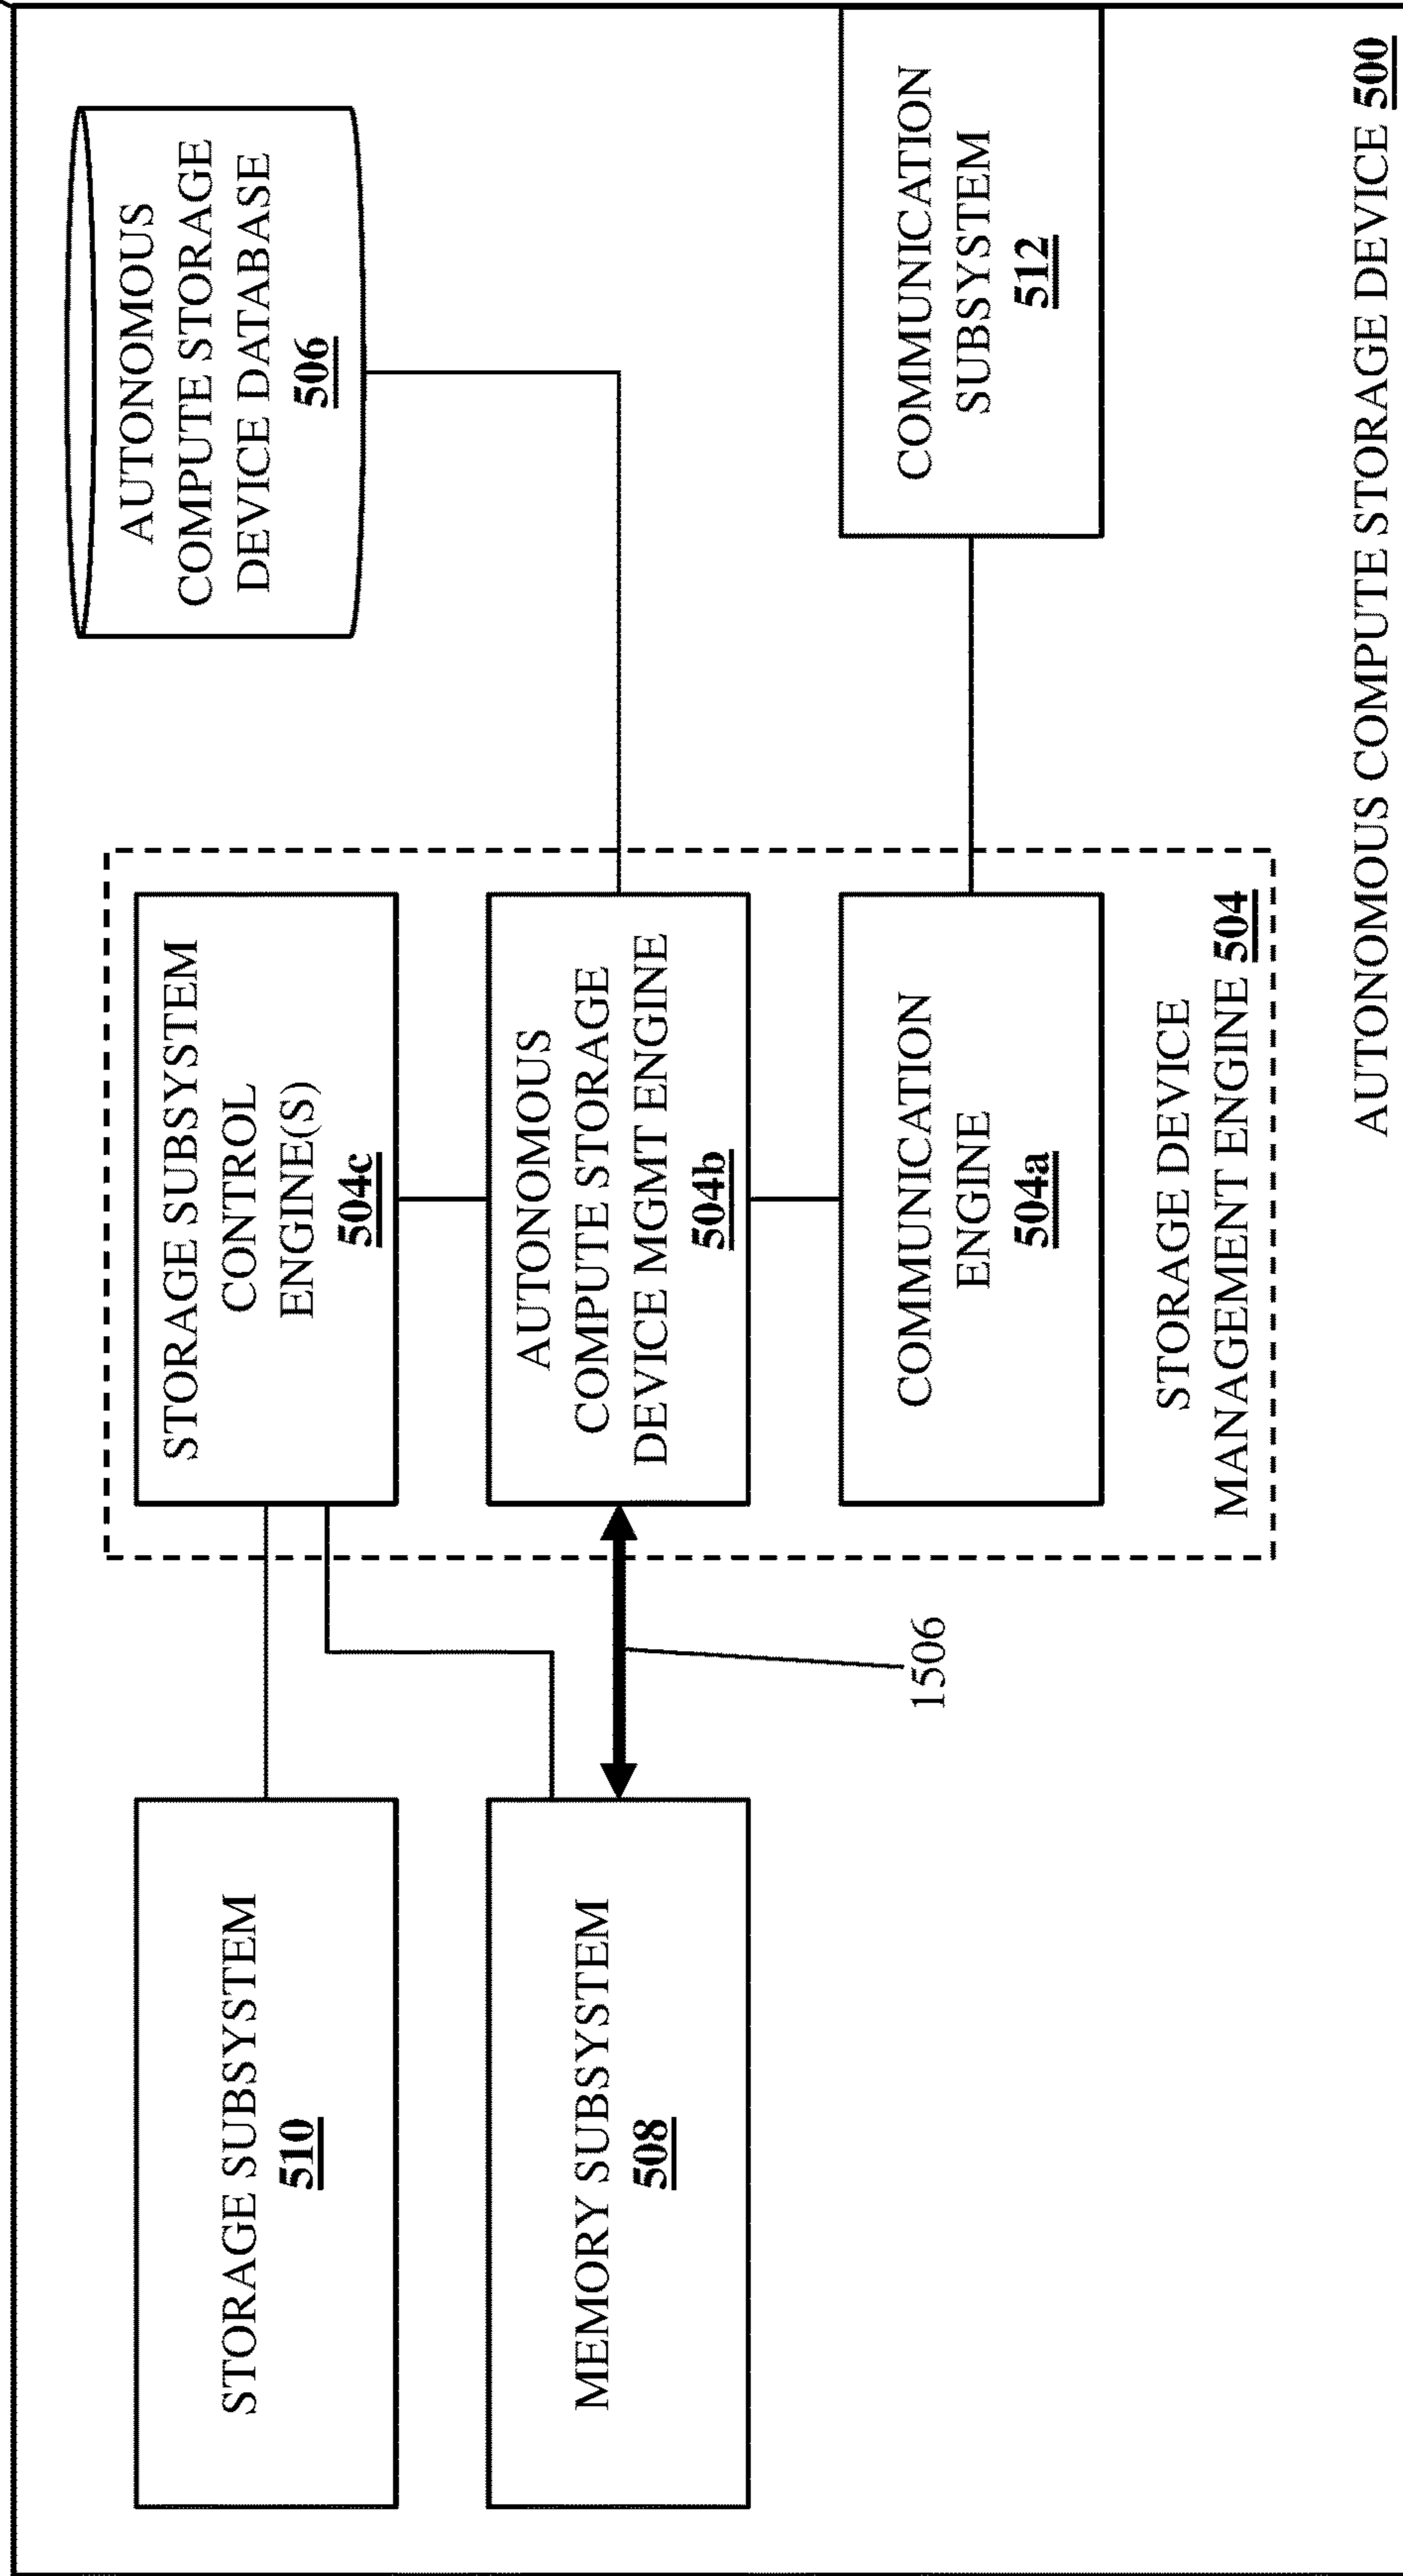 STORAGE SUBSYSTEM
510
STORAGE SUBSYSTEM
CONTROL
ENGINE(S)
504c
AUTONOMOUS
COMPUTE STORAGE
DEVICE DATABASE
506
MEMORY SUBSYSTEM
508
1506
AUTONOMOUS
COMPUTE STORAGE
DEVICE MGMT ENGINE
504b
COMMUNICATION
ENGINE
504a
COMMUNICATION
SUBSYSTEM
512
STORAGE DEVICE
MANAGEMENT ENGINE 504
AUTONOMOUS COMPUTE STORAGE DEVICE 500